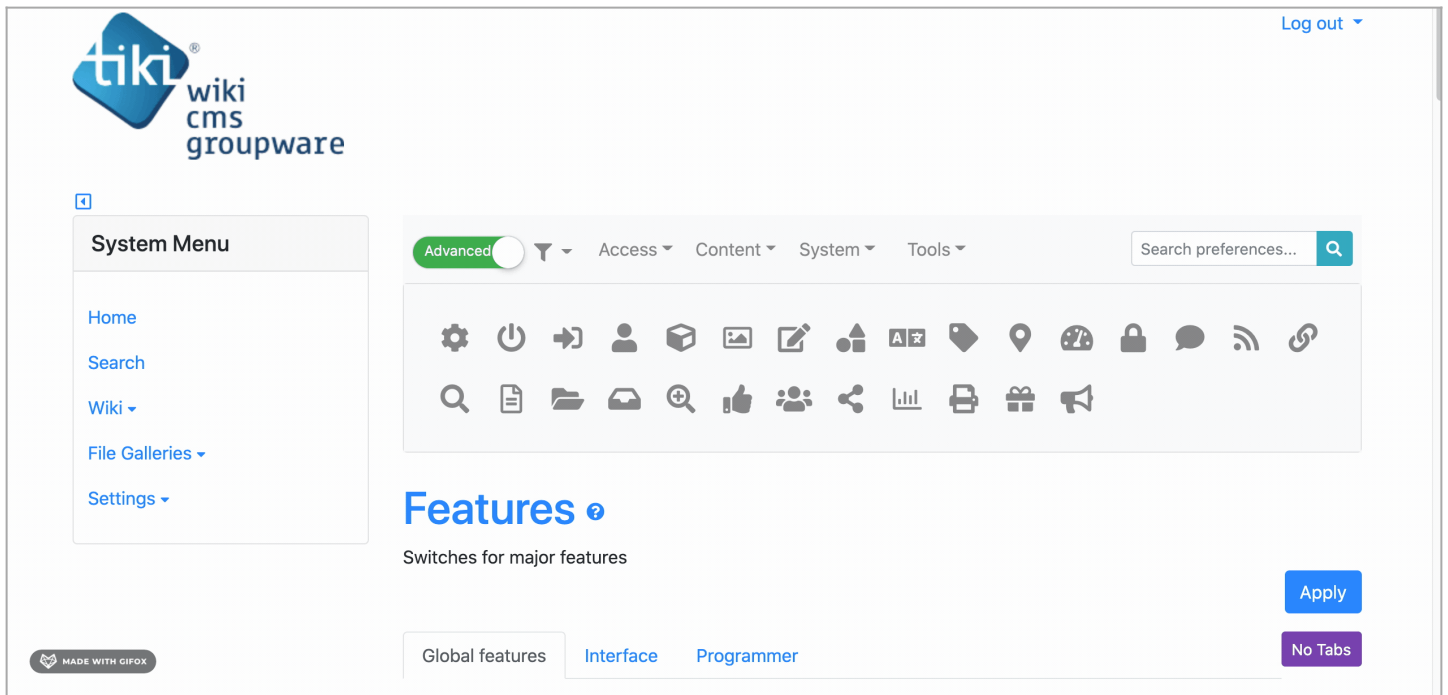 Log out
tiki®
wiki
cms
groupware
System Menu
Home
Search
Wiki
File Galleries
Settings
Advanced Access Content System Tools Search preferences...
A 文
Features ?
Switches for major features
Apply
Global features Interface Programmer No Tabs
MADE WITH GIFOX